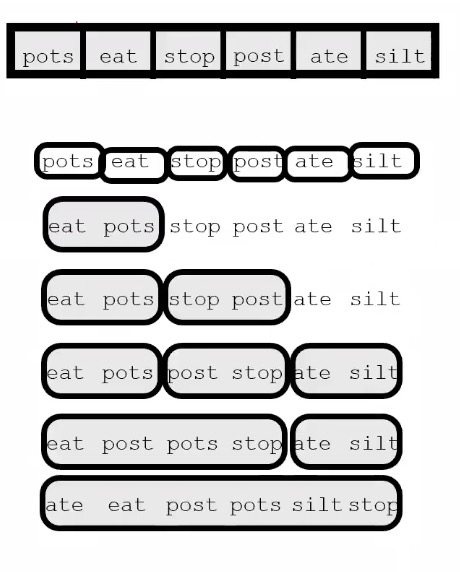 pots eat stop post ate silt
pots eat stop post ate silt
eat pots stop post ate silt
eat pots stop post ate silt
eat pots post stop ate silt
eat post pots stop ate silt
ate eat post pots silt stop